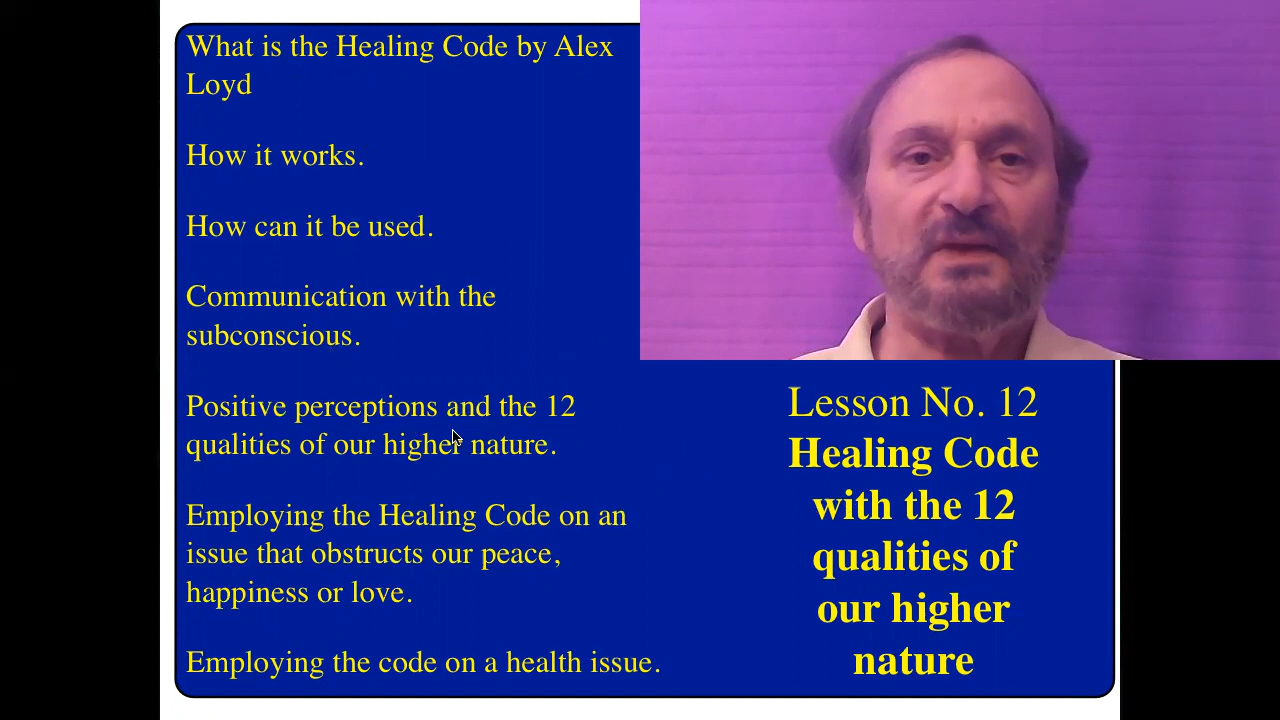 What is the Healing Code by Alex
Loyd
How it works.
How can it be used.
Communication with the
subconscious.
Positive perceptions and the 12
qualities of our higher nature.
Employing the Healing Code on an
issue that obstructs our peace,
happiness or love.
Employing the code on a health issue.
Lesson No. 12
Healing Code
with the 12
qualities of
our higher
nature